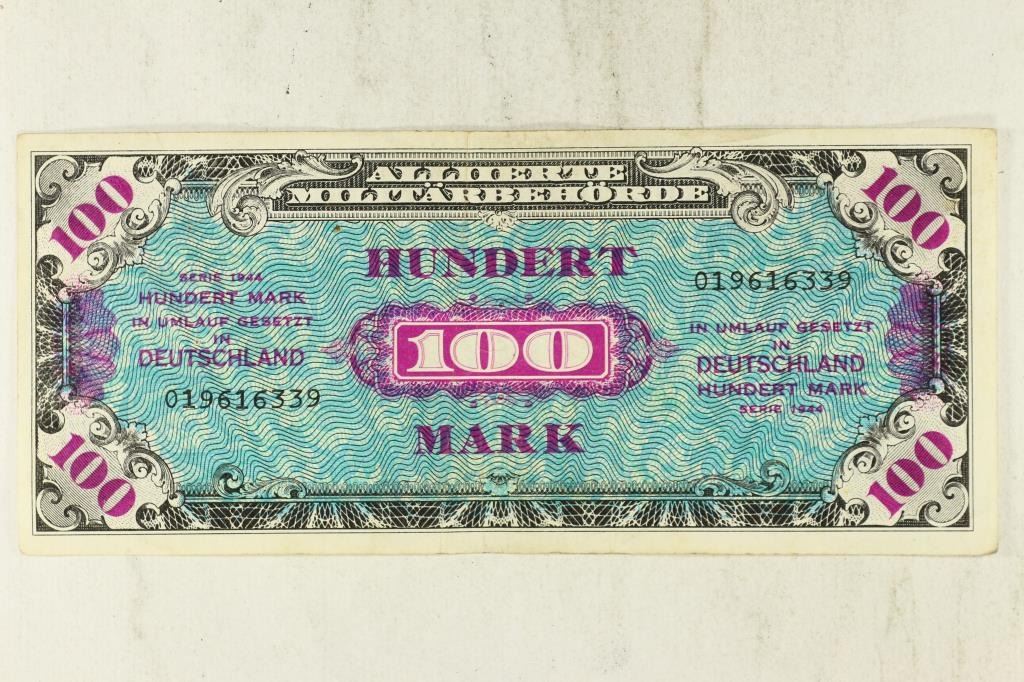 ALLIIERTE
MILITÄRBEHÖRDE
100
100
HUNDERT
SERIE 1944
HUNDERT MARK
IN UMLAUF GESETZT
IN
DEUTSCHLAND
019616339
100
019616339
IN UMLAUF GESETZT
IN
DEUTSCHLAND
HUNDERT MARK
SERIE 1944
MARK
100
100